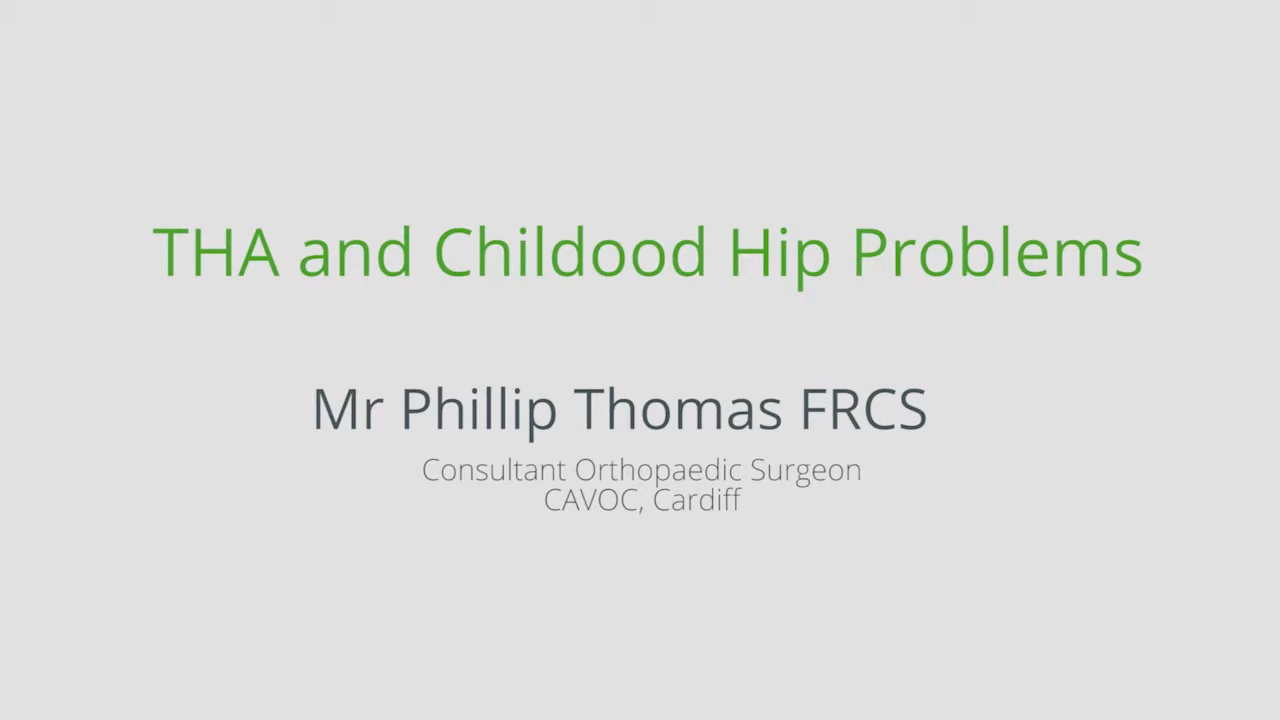 THA and Childood Hip Problems
Mr Phillip Thomas FRCS
Consultant Orthopaedic Surgeon
CAVOC, Cardiff